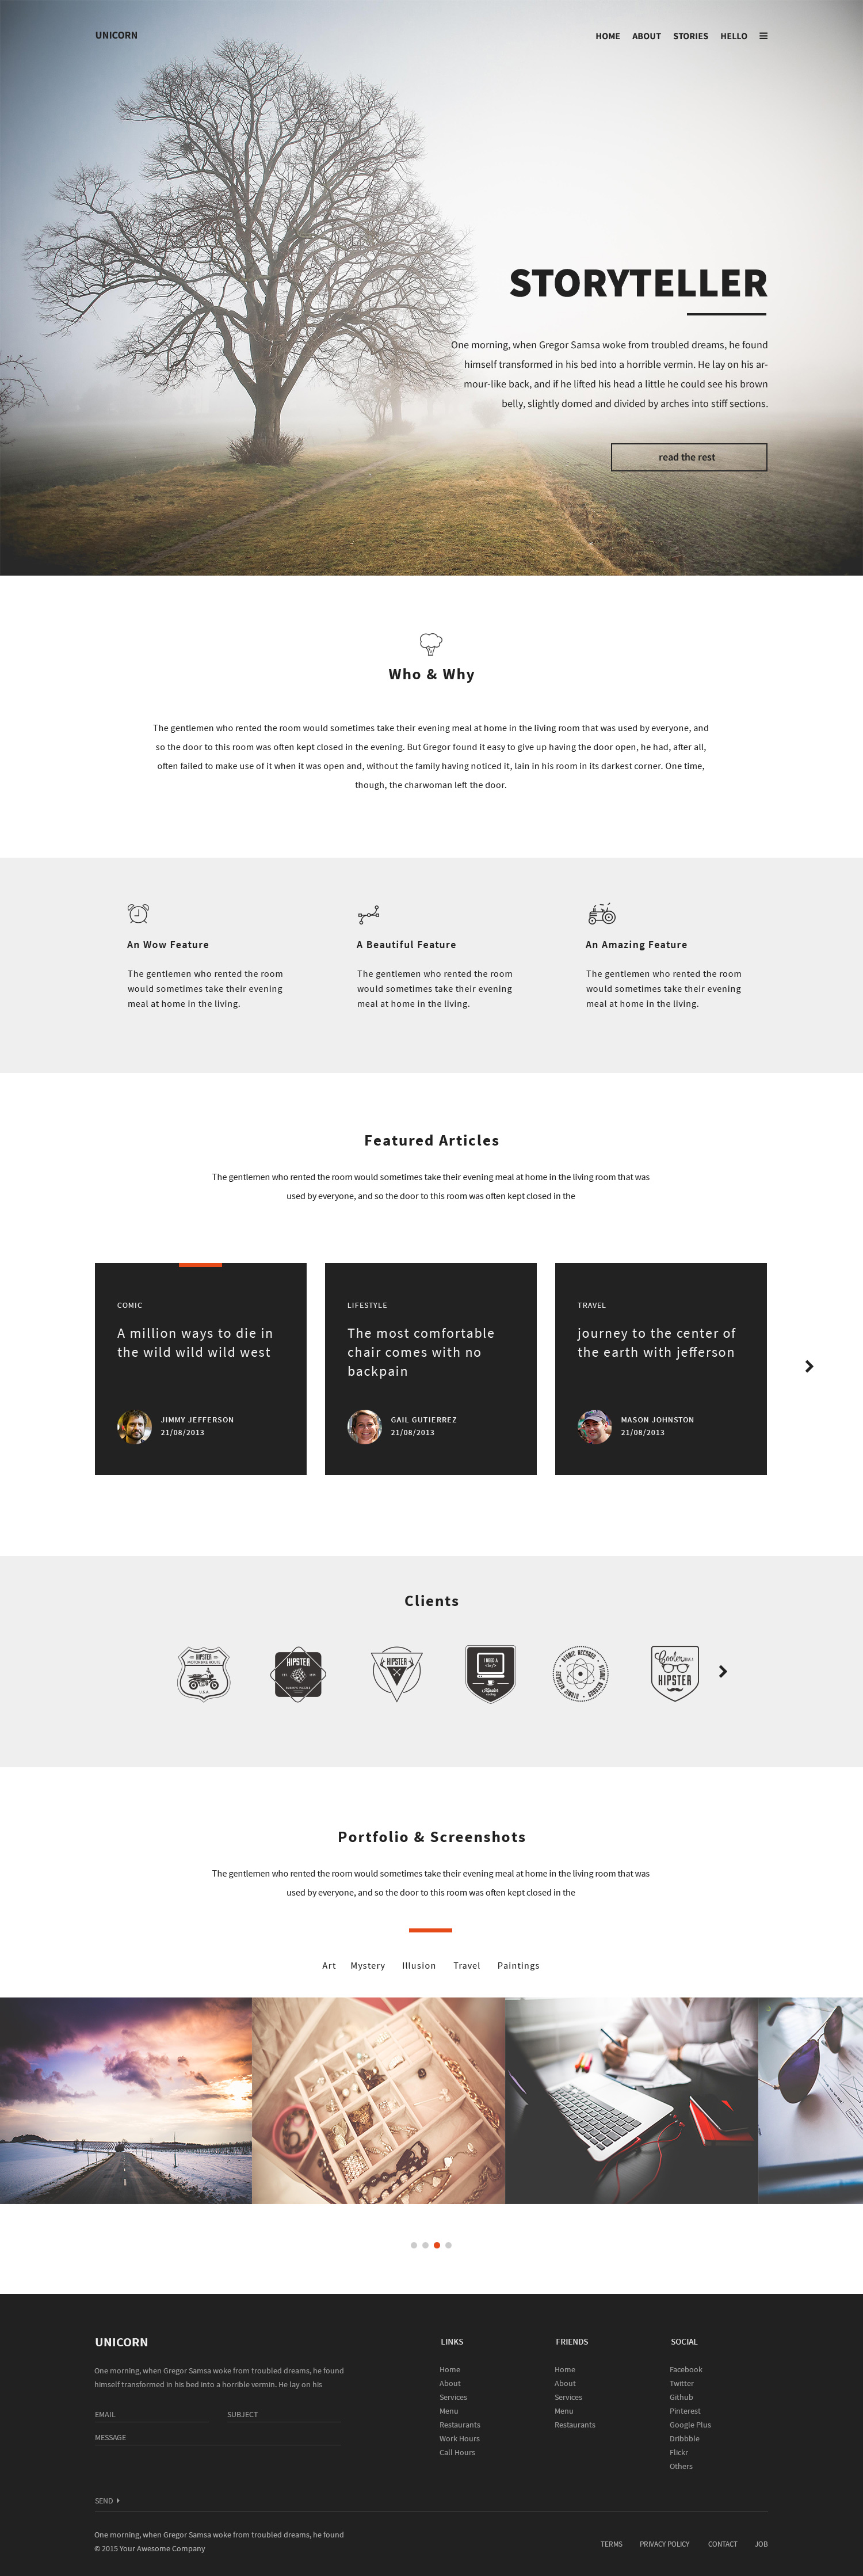 UNICORN
HOME ABOUT STORIES HELLO
STORYTELLER
One morning, when Gregor Samsa woke from troubled dreams, he found
himself transformed in his bed into a horrible vermin. He lay on his ar-
mour-like back, and if he lifted his head a little he could see his brown
belly, slightly domed and divided by arches into stiff sections.
read the rest
Who & Why
The gentlemen who rented the room would sometimes take their evening meal at home in the living room that was used by everyone, and
so the door to this room was often kept closed in the evening. But Gregor found it easy to give up having the door open, he had, after all,
often failed to make use of it when it was open and, without the family having noticed it, lain in his room in its darkest corner. One time,
though, the charwoman left the door.
An Wow Feature
The gentlemen who rented the room
would sometimes take their evening
meal at home in the living.
A Beautiful Feature
The gentlemen who rented the room
would sometimes take their evening
meal at home in the living.
An Amazing Feature
The gentlemen who rented the room
would sometimes take their evening
meal at home in the living.
Featured Articles
The gentlemen who rented the room would sometimes take their evening meal at home in the living room that was
used by everyone, and so the door to this room was often kept closed in the
COMIC
A million ways to die in
the wild wild wild west
JIMMY JEFFERSON
21/08/2013
LIFESTYLE
The most comfortable
chair comes with no
backpain
GAIL GUTIERREZ
21/08/2013
TRAVEL
journey to the center of
the earth with jefferson
MASON JOHNSTON
21/08/2013
Clients
HIPSTER
MOTORBIKE ROUTE
U.S.A.
HIPSTER
RUBIK'S PUZZLE
HIPSTER
I NEED A
Hipster
ATOMIC RECORDS
ATOMIC RECORDS
Cooler
HIPSTER
Portfolio & Screenshots
The gentlemen who rented the room would sometimes take their evening meal at home in the living room that was
used by everyone, and so the door to this room was often kept closed in the
Art Mystery Illusion Travel Paintings
UNICORN
One morning, when Gregor Samsa woke from troubled dreams, he found
himself transformed in his bed into a horrible vermin. He lay on his
EMAIL SUBJECT
MESSAGE
SEND
LINKS
Home
About
Services
Menu
Restaurants
Work Hours
Call Hours
FRIENDS
Home
About
Services
Menu
Restaurants
SOCIAL
Facebook
Twitter
Github
Pinterest
Google Plus
Dribbble
Flickr
Others
One morning, when Gregor Samsa woke from troubled dreams, he found
© 2015 Your Awesome Company
TERMS PRIVACY POLICY CONTACT JOB